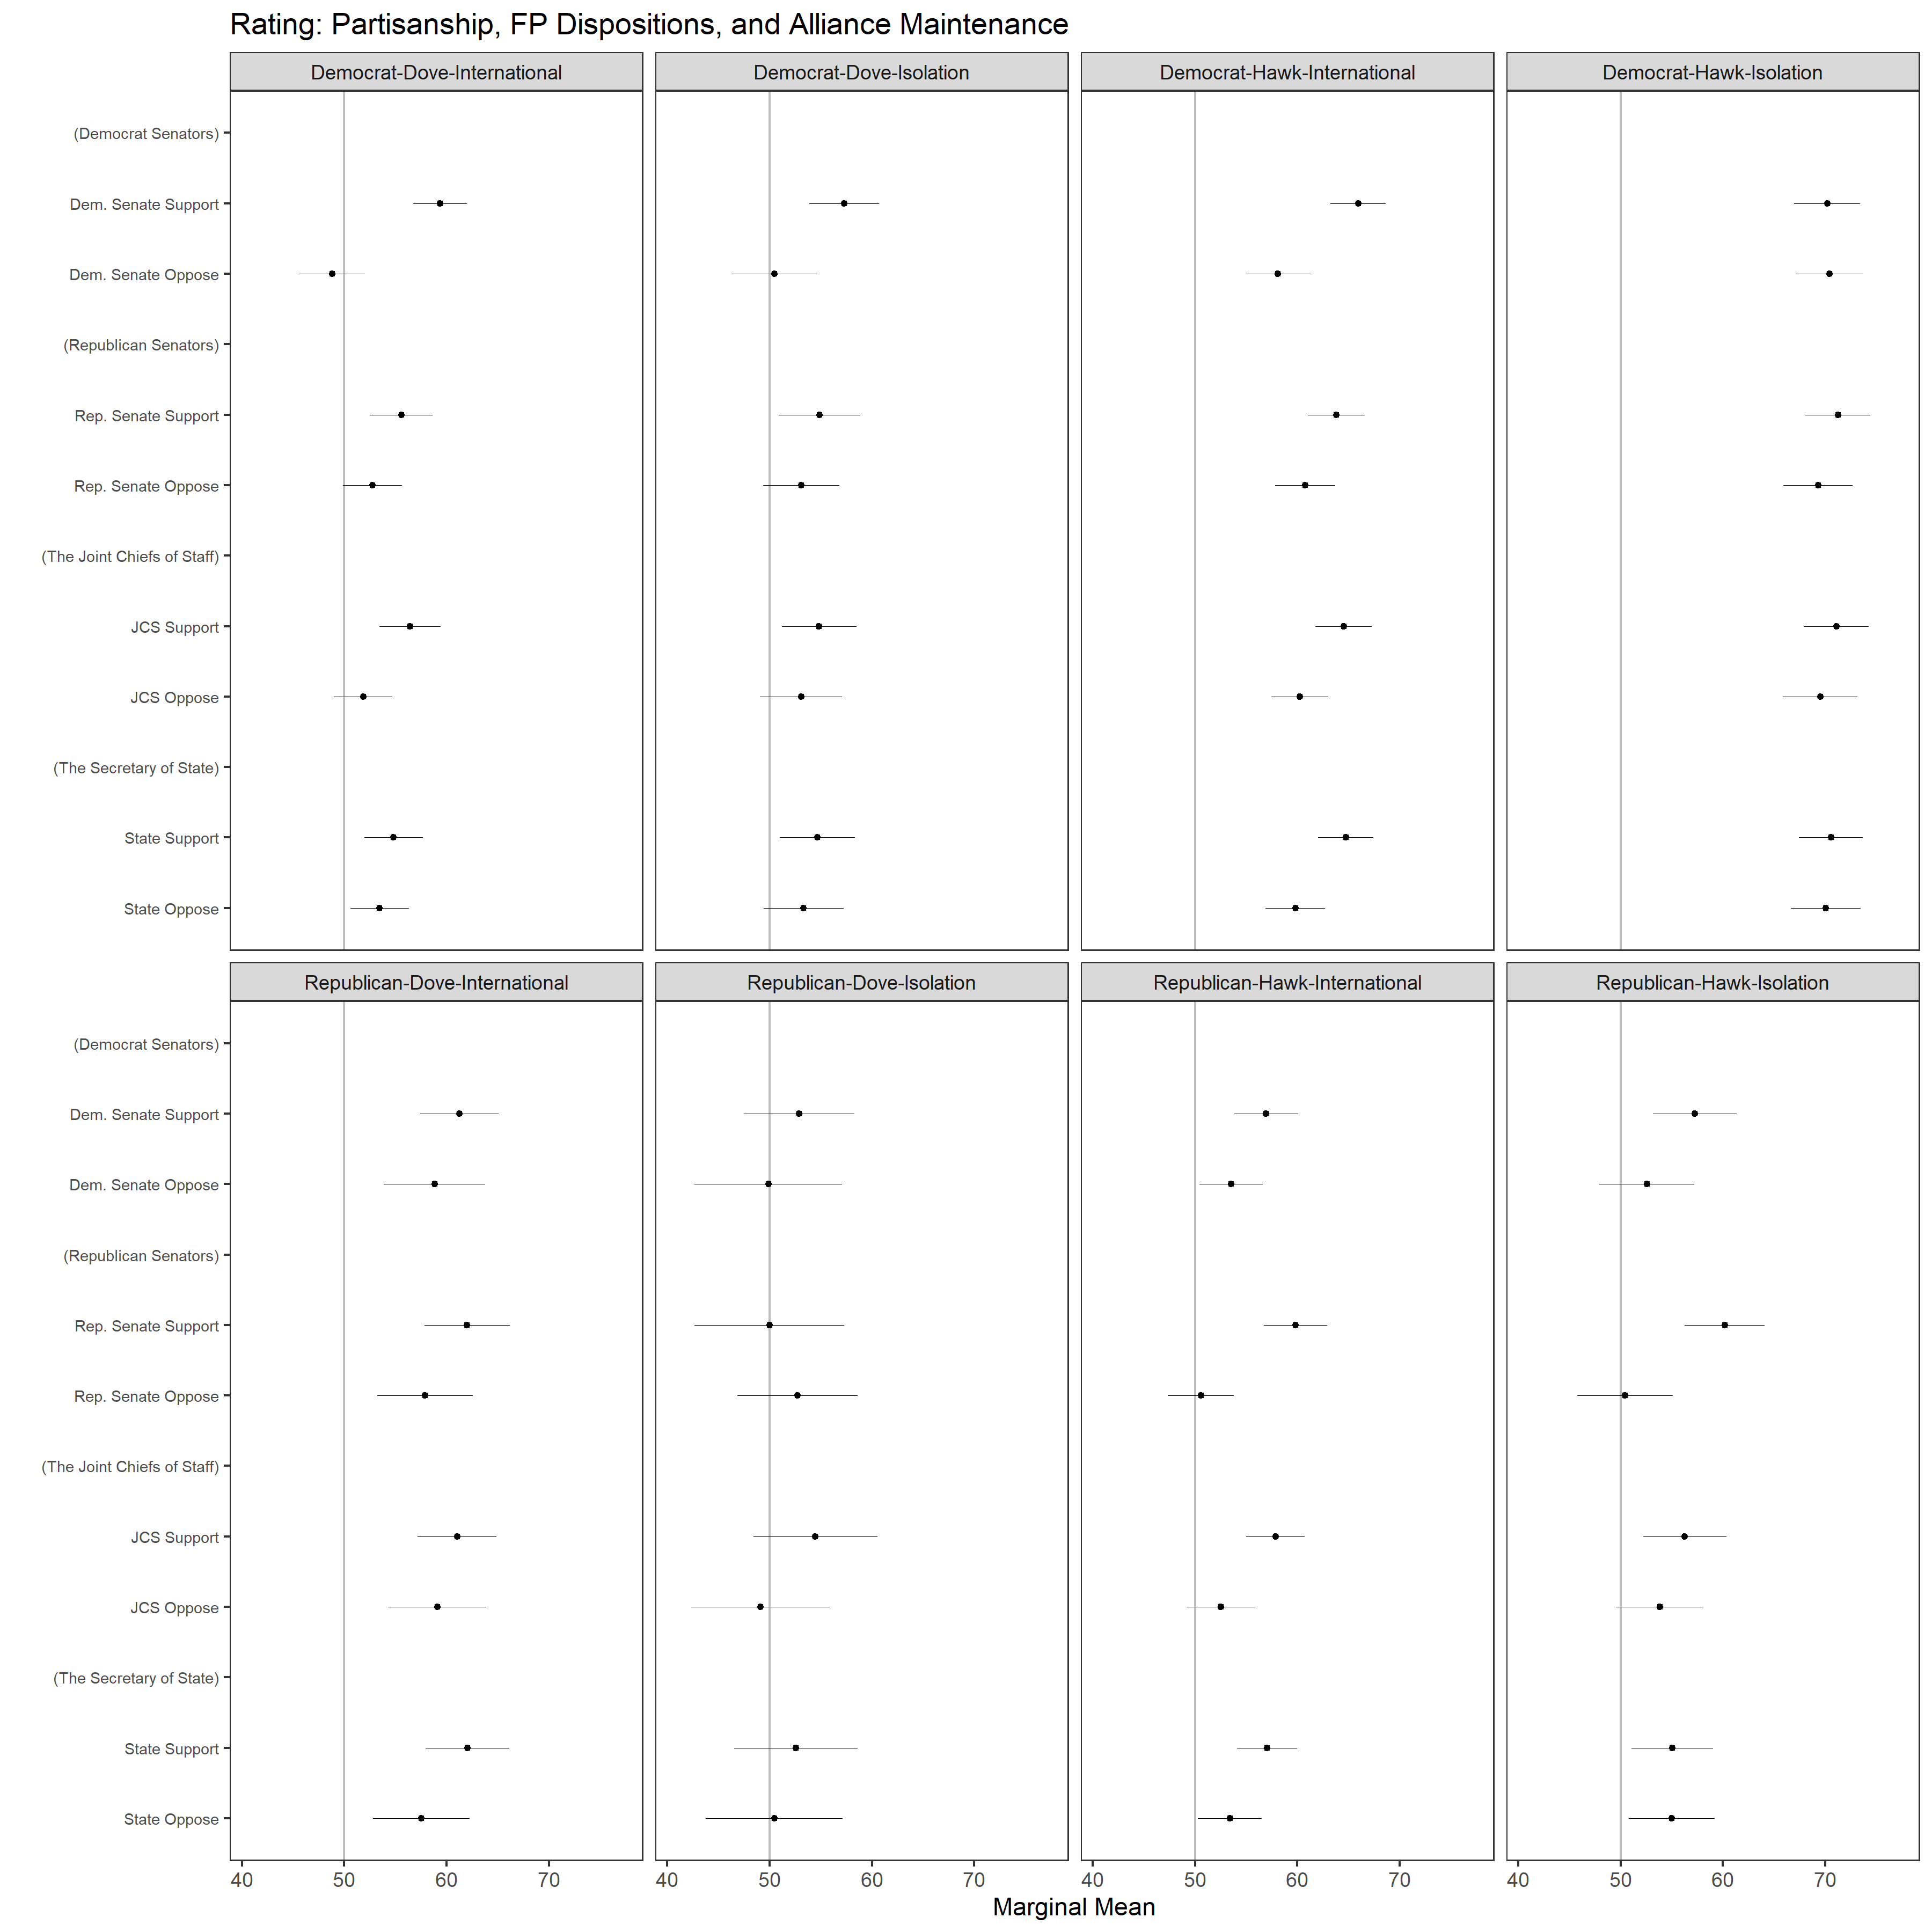 Rating: Partisanship, FP Dispositions, and Alliance Maintenance
Democrat-Dove-International
Democrat-Dove-Isolation
Democrat-Hawk-International
Democrat-Hawk-Isolation
(Democrat Senators)
Dem. Senate Support
Dem. Senate Oppose
(Republican Senators)
Rep. Senate Support
Rep. Senate Oppose
(The Joint Chiefs of Staff)
JCS Support
JCS Oppose
(The Secretary of State)
State Support
State Oppose
Republican-Dove-International
Republican-Dove-Isolation
Republican-Hawk-International
Republican-Hawk-Isolation
(Democrat Senators)
Dem. Senate Support
Dem. Senate Oppose
(Republican Senators)
Rep. Senate Support
Rep. Senate Oppose
(The Joint Chiefs of Staff)
JCS Support
JCS Oppose
(The Secretary of State)
State Support
State Oppose
40 50 60 70
40 50 60 70
40 50 60 70
40 50 60 70
Marginal Mean